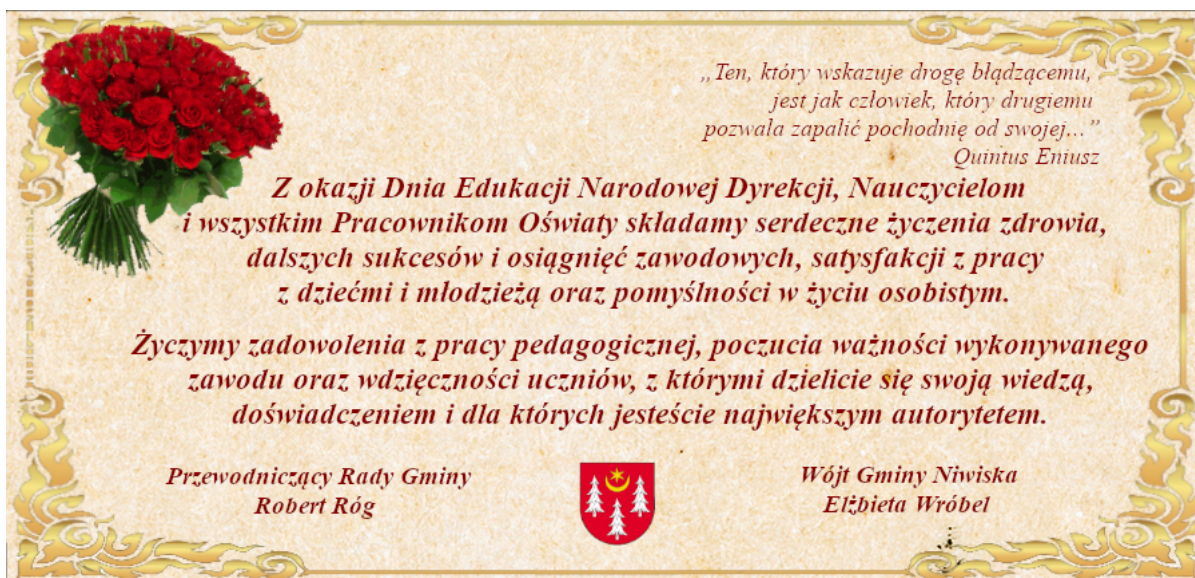 „Ten, który wskazuje drogę błądzącemu,
jest jak człowiek, który drugiemu
pozwala zapalić pochodnię od swojej...”
Quintus Eniusz
Z okazji Dnia Edukacji Narodowej Dyrekcji, Nauczycielom
i wszystkim Pracownikom Oświaty składamy serdeczne życzenia zdrowia,
dalszych sukcesów i osiągnięć zawodowych, satysfakcji z pracy
z dziećmi i młodzieżą oraz pomyślności w życiu osobistym.
Życzymy zadowolenia z pracy pedagogicznej, poczucia ważności wykonywanego
zawodu oraz wdzięczności uczniów, z którymi dzielicie się swoją wiedzą,
doświadczeniem i dla których jesteście największym autorytetem.
Przewodniczący Rady Gminy
Robert Róg
Wójt Gminy Niwiska
Elżbieta Wróbel